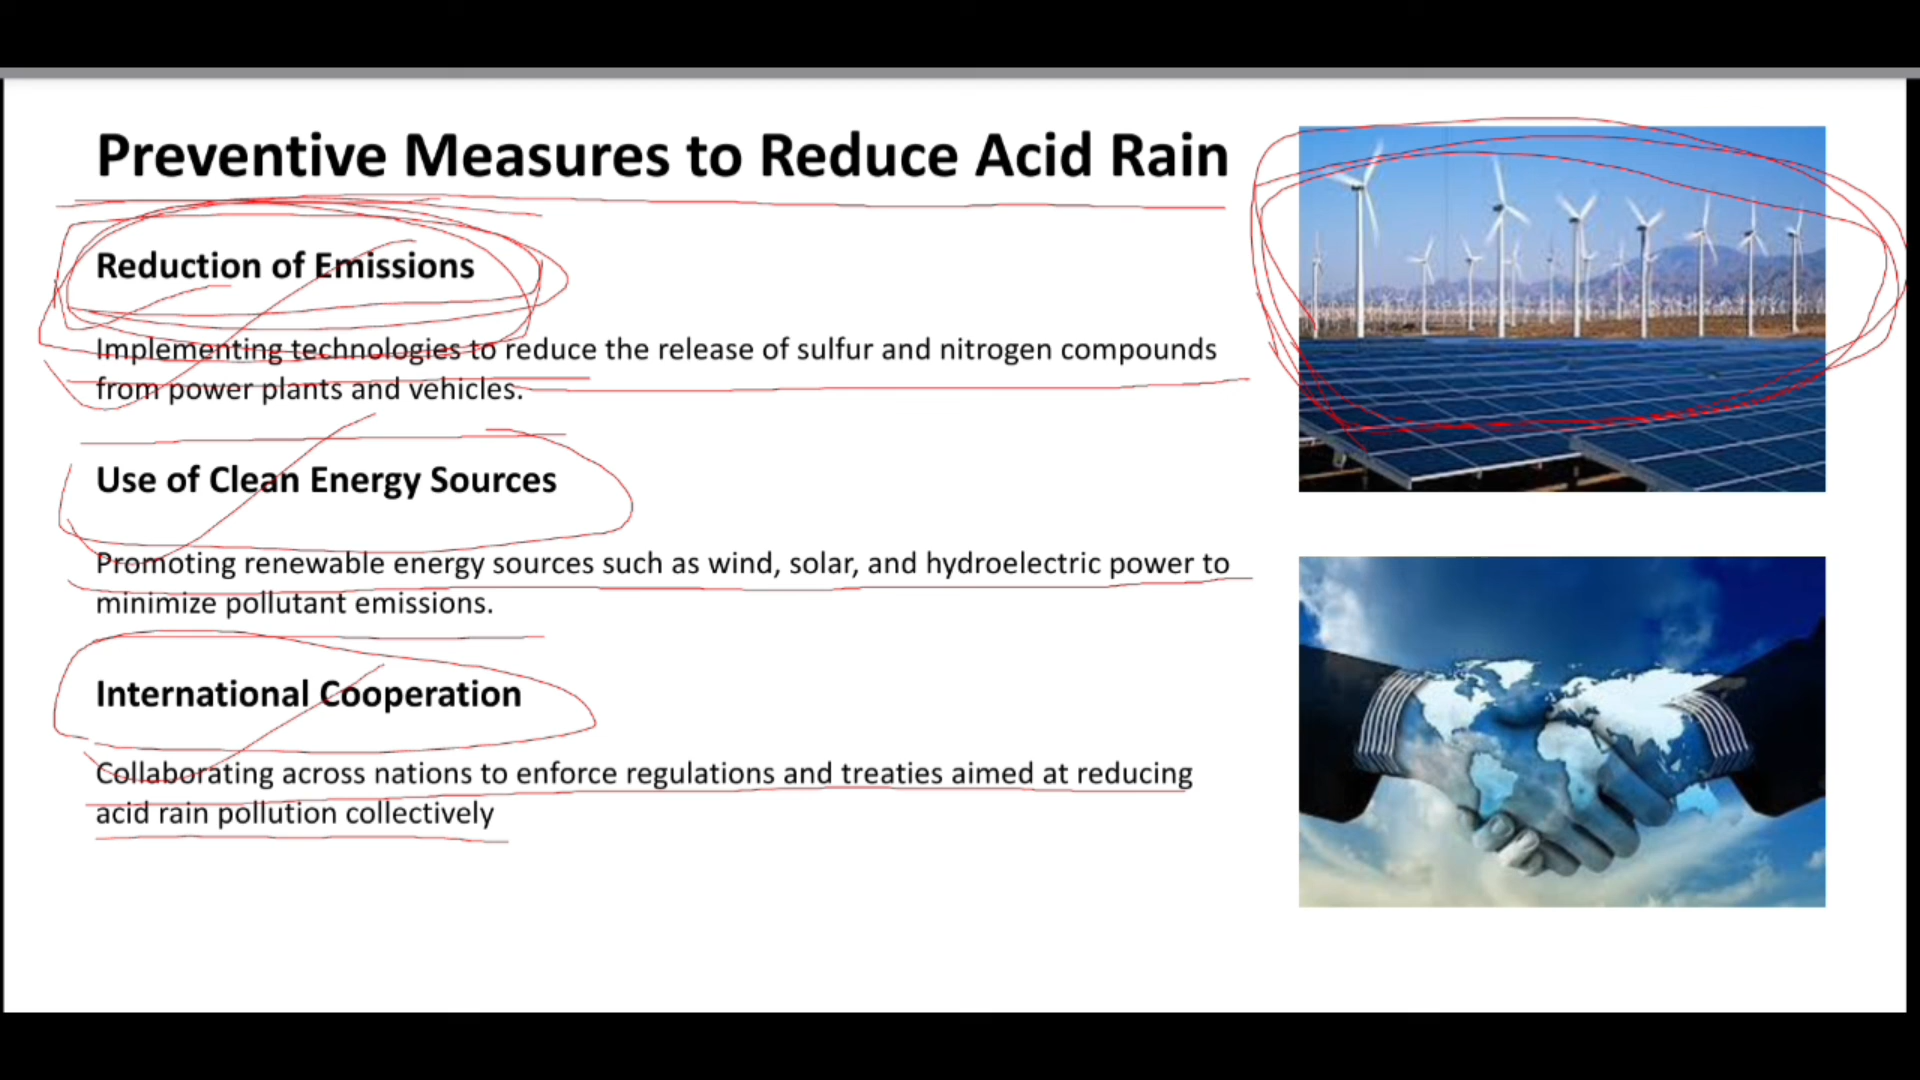 Preventive Measures to Reduce Acid Rain
Reduction of Emissions
Implementing technologies to reduce the release of sulfur and nitrogen compounds
from power plants and vehicles.
Use of Clean Energy Sources
Promoting renewable energy sources such as wind, solar, and hydroelectric power to
minimize pollutant emissions.
International Cooperation
Collaborating across nations to enforce regulations and treaties aimed at reducing
acid rain pollution collectively